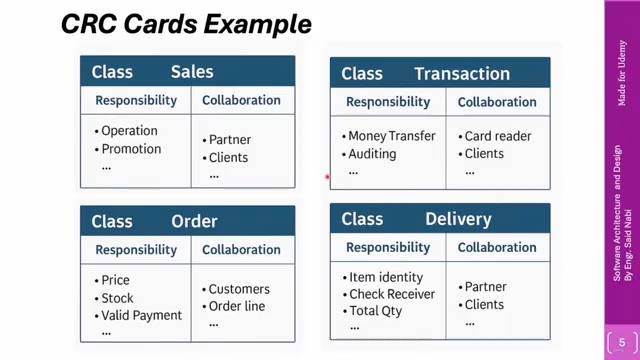 CRC Cards Example
Class Sales
Responsibility Collaboration
• Operation
• Promotion
...
• Partner
• Clients
...
Class Transaction
Responsibility Collaboration
• Money Transfer
• Auditing
...
• Card reader
• Clients
...
Class Order
Responsibility Collaboration
• Price
• Stock
• Valid Payment
...
• Customers
• Order line
...
Class Delivery
Responsibility Collaboration
• Item identity
• Check Receiver
• Total Qty
...
• Partner
• Clients
...
Made for Udemy
Software Architecture and Design
By Engr. Said Nabi
5